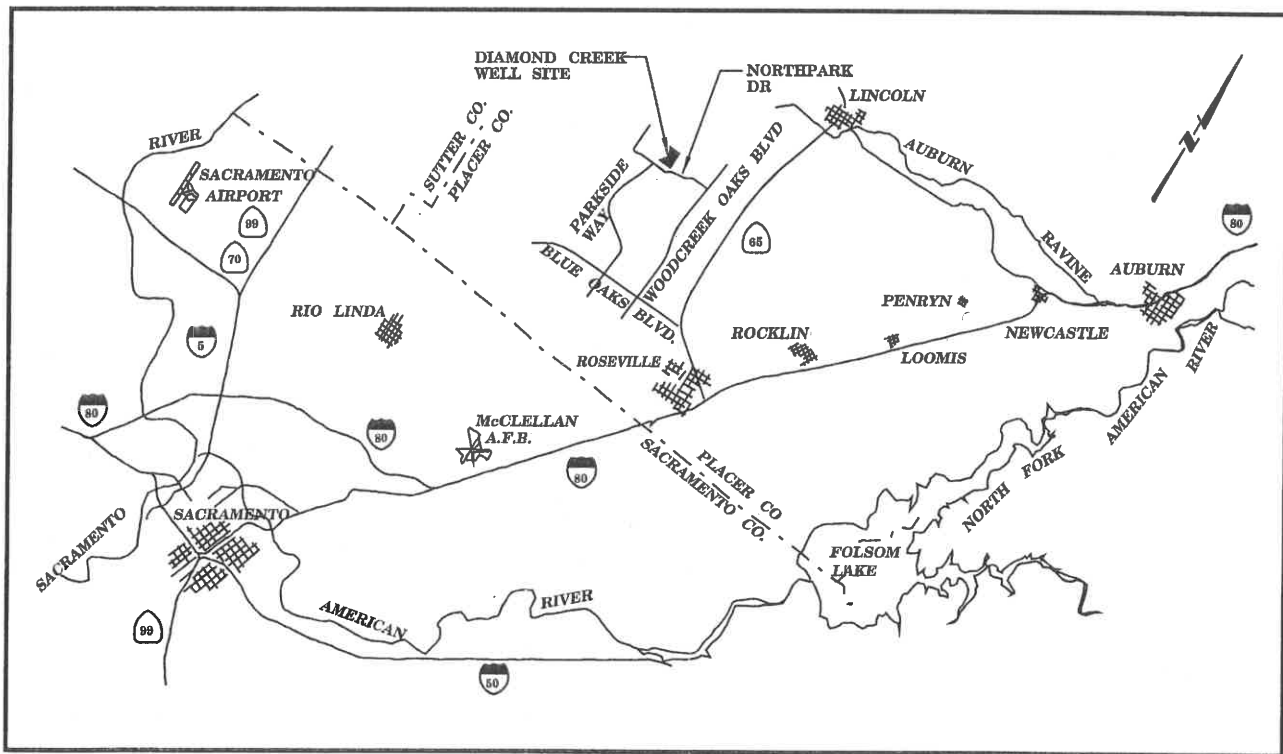 DIAMOND CREEK
WELL SITE
NORTHPARK
DR
LINCOLN
RIVER
SUTTER CO.
PLACER CO.
AUBURN
RAVINE
SACRAMENTO
AIRPORT
99
70
PARKSIDE
WAY
WOODCREEK OAKS BLVD
65
80
BLUE OAKS BLVD.
AUBURN
PENRYN
RIO LINDA
NEWCASTLE
ROCKLIN
LOOMIS
5
ROSEVILLE
AMERICAN RIVER
80
80
McCLELLAN
A.F.B.
80
PLACER CO
SACRAMENTO CO.
NORTH FORK
SACRAMENTO
SACRAMENTO
FOLSOM
LAKE
AMERICAN
RIVER
99
50
N